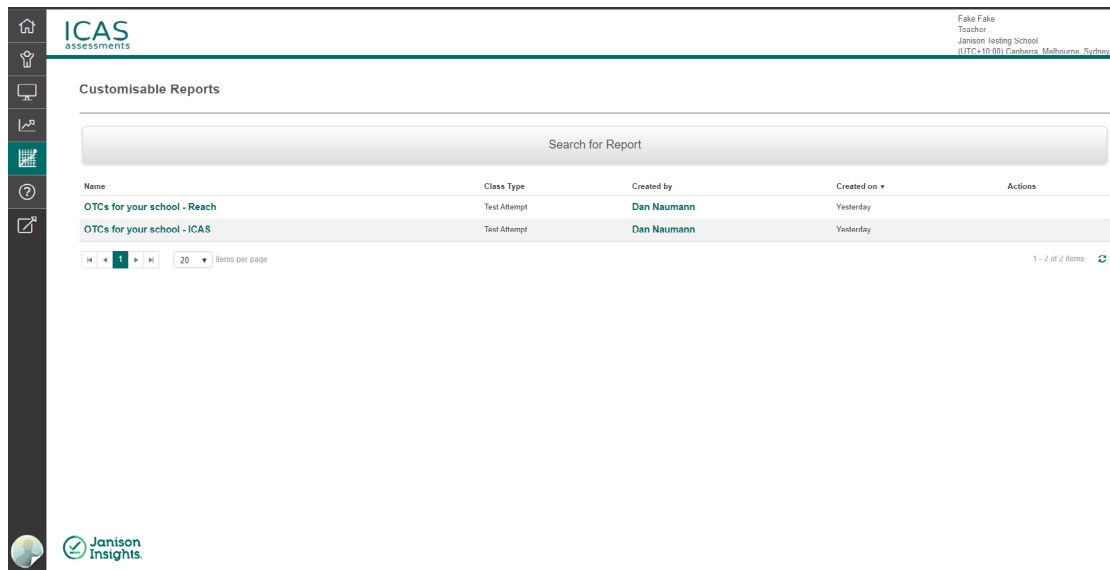 ICAS
assessments
Fake Fake
Teacher
Janison Testing School
(UTC+10:00) Canberra, Melbourne, Sydney
Customisable Reports
Search for Report
Name Class Type Created by Created on ▾ Actions
OTCs for your school - Reach Test Attempt Dan Naumann Yesterday
OTCs for your school - ICAS Test Attempt Dan Naumann Yesterday
1 20 items per page 1 - 2 of 2 items
Janison
Insights.